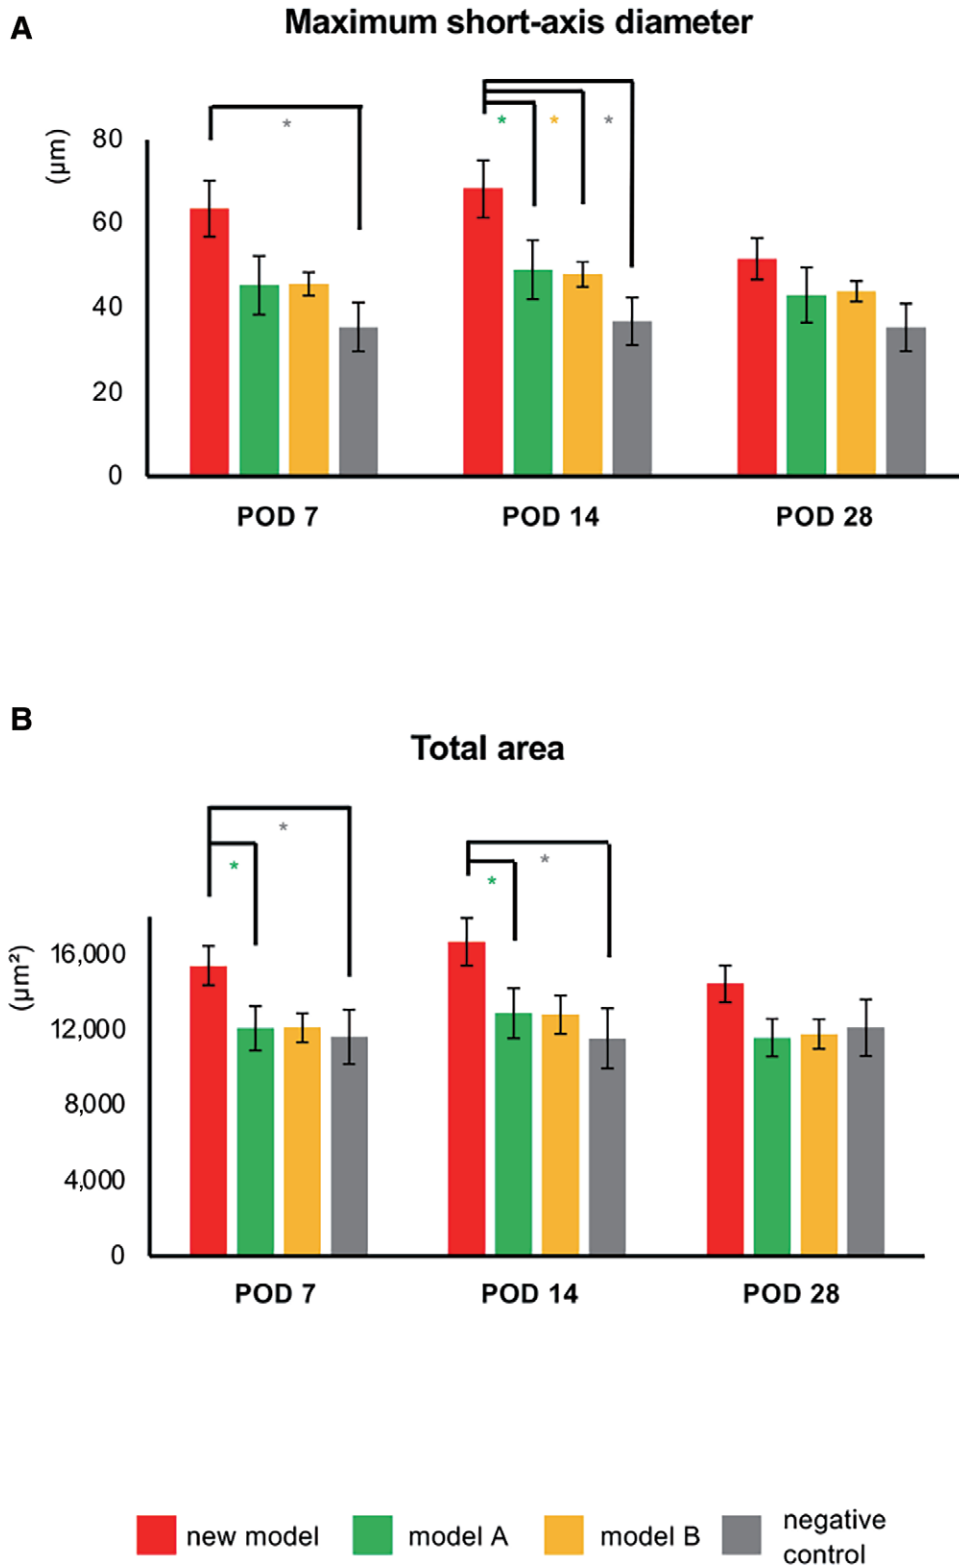 A
Maximum short-axis diameter
(µm)
80
60
40
20
0
* * * *
POD 7 POD 14 POD 28
B
Total area
(µm²)
16,000
12,000
8,000
4,000
0
* *
* *
POD 7 POD 14 POD 28
new model model A model B negative
control